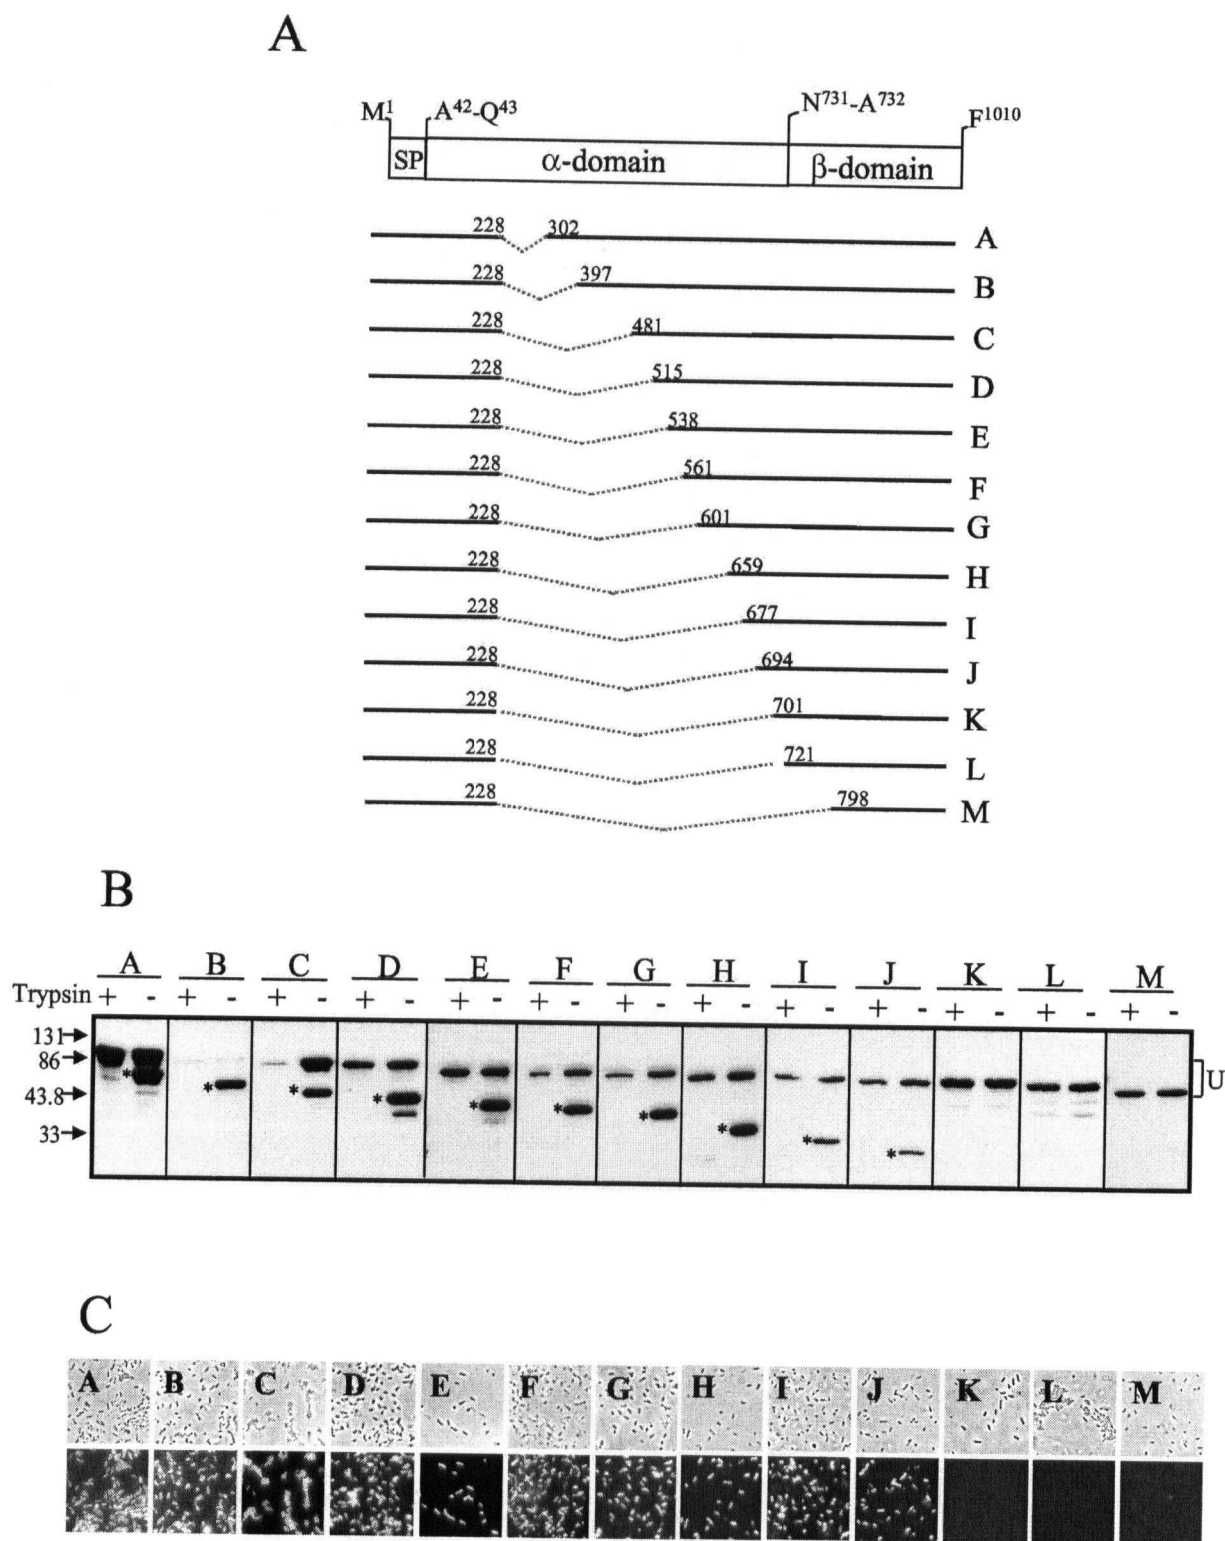 A
M¹ A⁴²-Q⁴³ N⁷³¹-A⁷³² F¹⁰¹⁰
SP α-domain β-domain
228 302 A
228 397 B
228 481 C
228 515 D
228 538 E
228 561 F
228 601 G
228 659 H
228 677 I
228 694 J
228 701 K
228 721 L
228 798 M
B
A B C D E F G H I J K L M
Trypsin + - + - + - + - + - + - + - + - + - + - + - + - + -
131
86
43.8
33
* * * * * * * * * *
U
C
A B C D E F G H I J K L M